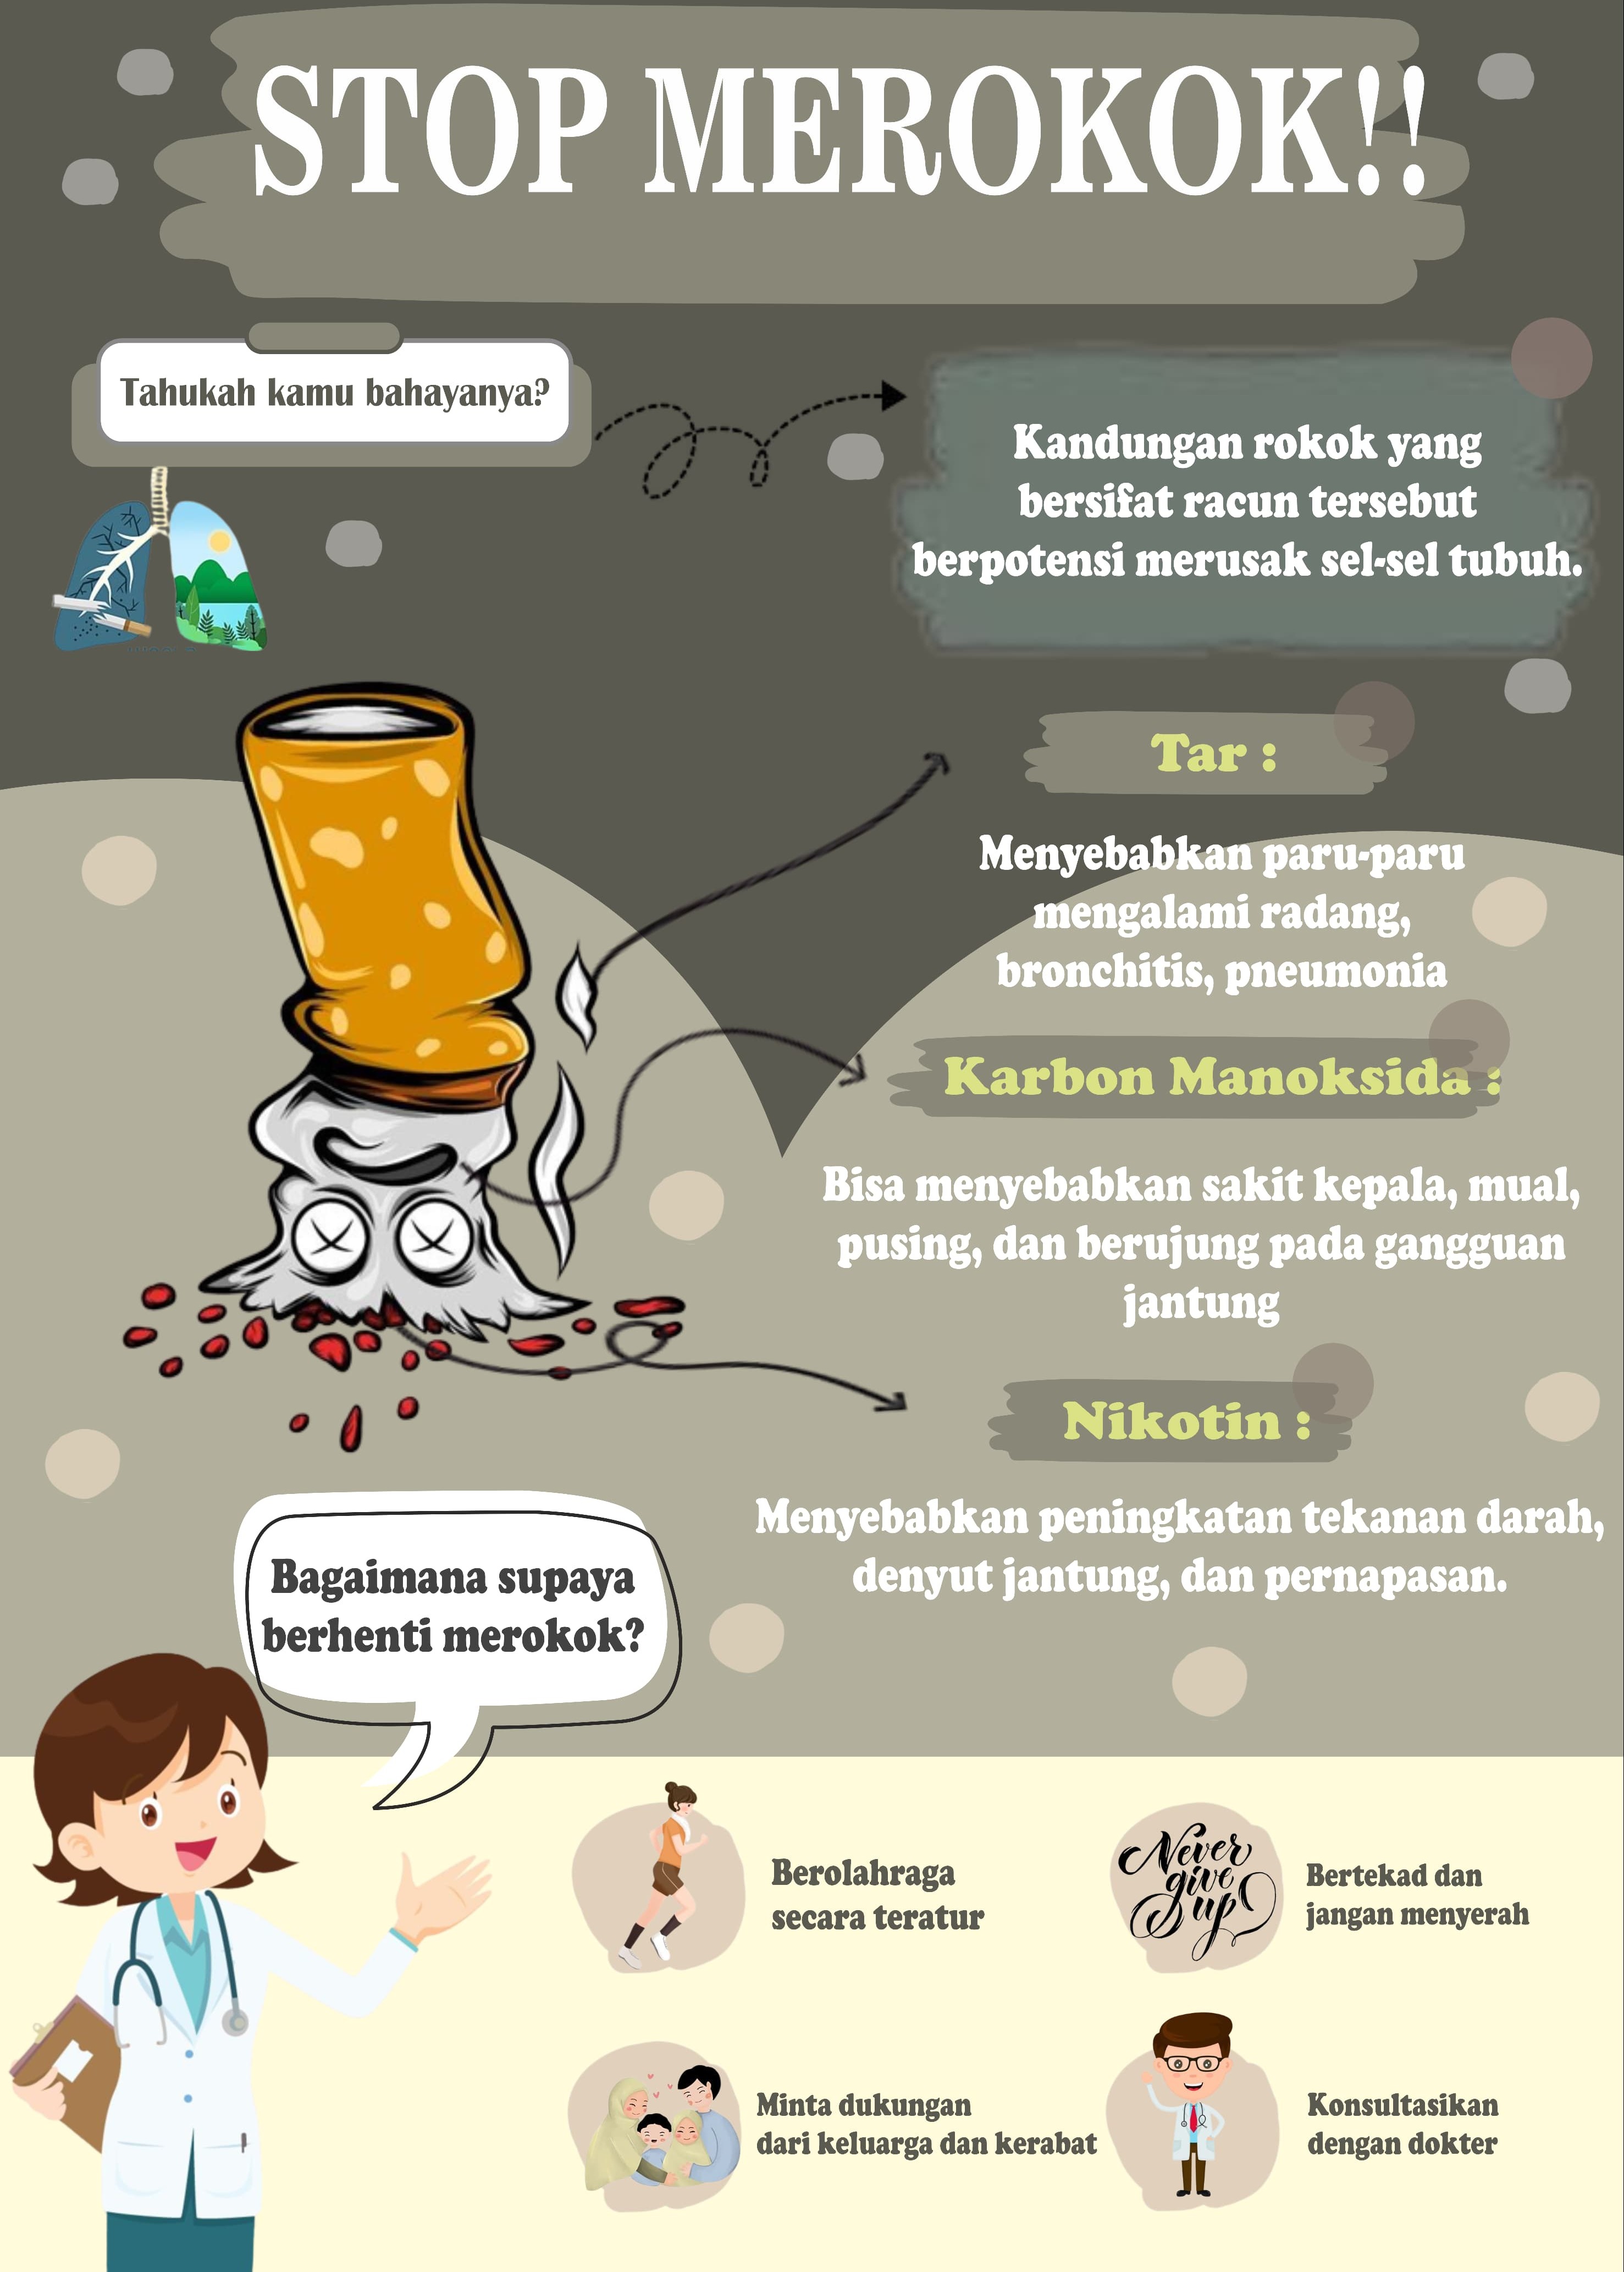 STOP MEROKOK!!
Tahukah kamu bahayanya?
Kandungan rokok yang
bersifat racun tersebut
berpotensi merusak sel-sel tubuh.
Tar :
Menyebabkan paru-paru
mengalami radang,
bronchitis, pneumonia
Karbon Manoksida :
Bisa menyebabkan sakit kepala, mual,
pusing, dan berujung pada gangguan
jantung
Nikotin :
Menyebabkan peningkatan tekanan darah,
denyut jantung, dan pernapasan.
Bagaimana supaya
berhenti merokok?
Berolahraga
secara teratur
Never
give
up
Bertekad dan
jangan menyerah
Minta dukungan
dari keluarga dan kerabat
Konsultasikan
dengan dokter